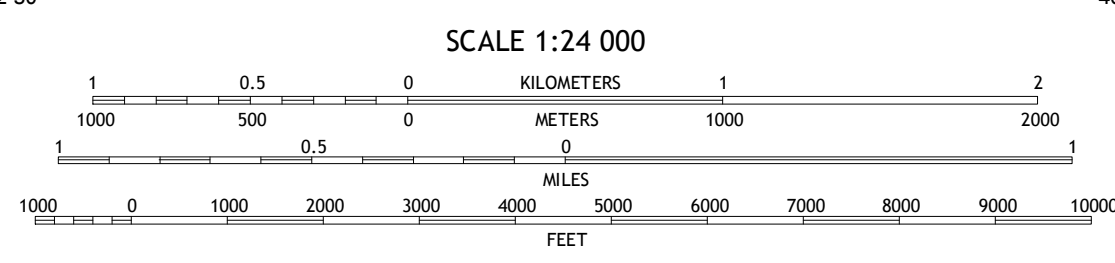 SCALE 1:24 000
1 0.5 0 KILOMETERS 1 2
1000 500 0 METERS 1000 2000
1 0.5 0 1
MILES
1000 0 1000 2000 3000 4000 5000 6000 7000 8000 9000 10000
FEET